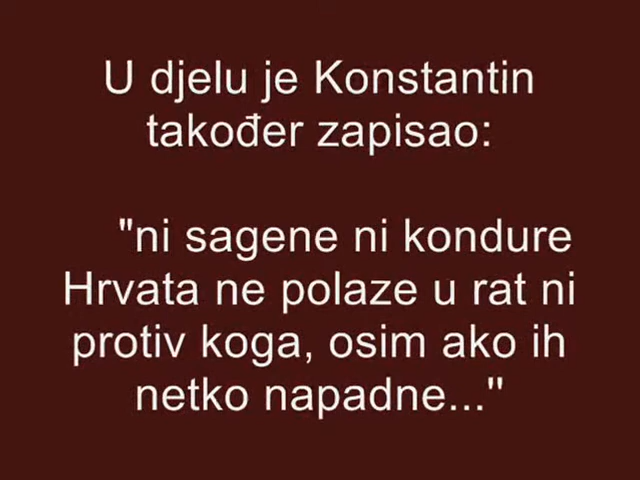 U djelu je Konstantin
također zapisao:
"ni sagene ni kondure
Hrvata ne polaze u rat ni
protiv koga, osim ako ih
netko napadne..."